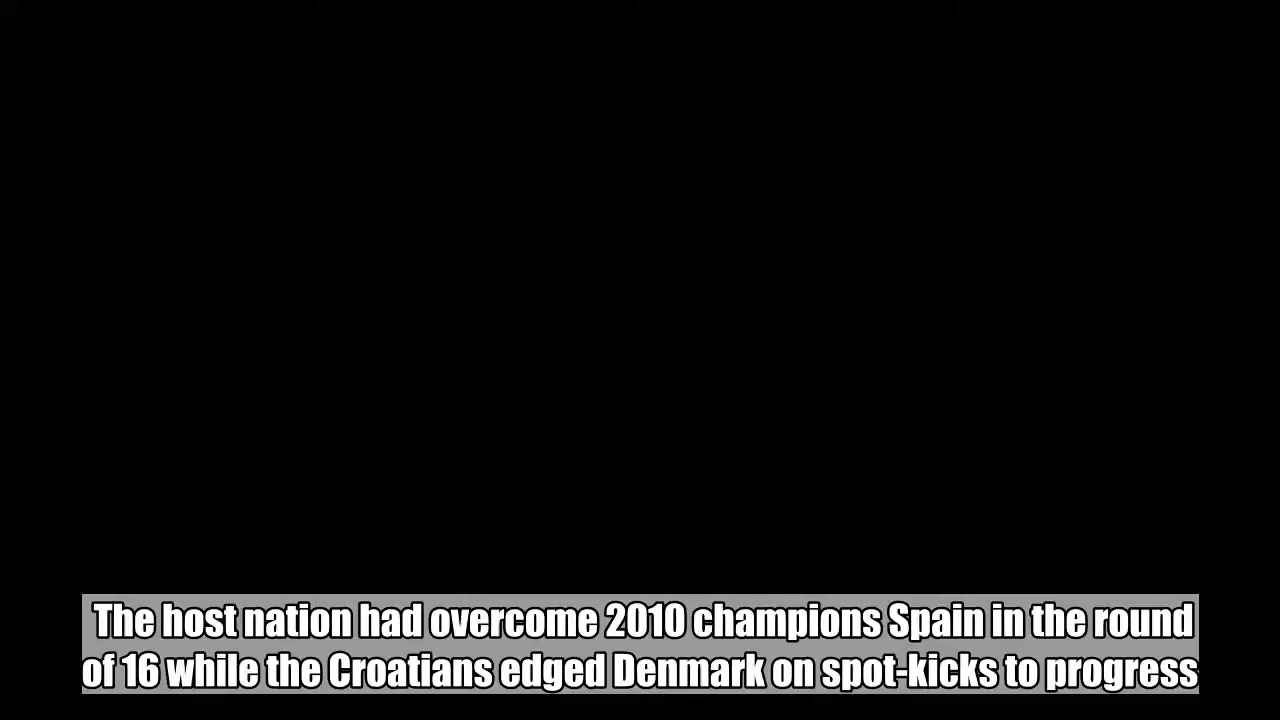 The host nation had overcome 2010 champions Spain in the round
of 16 while the Croatians edged Denmark on spot-kicks to progress